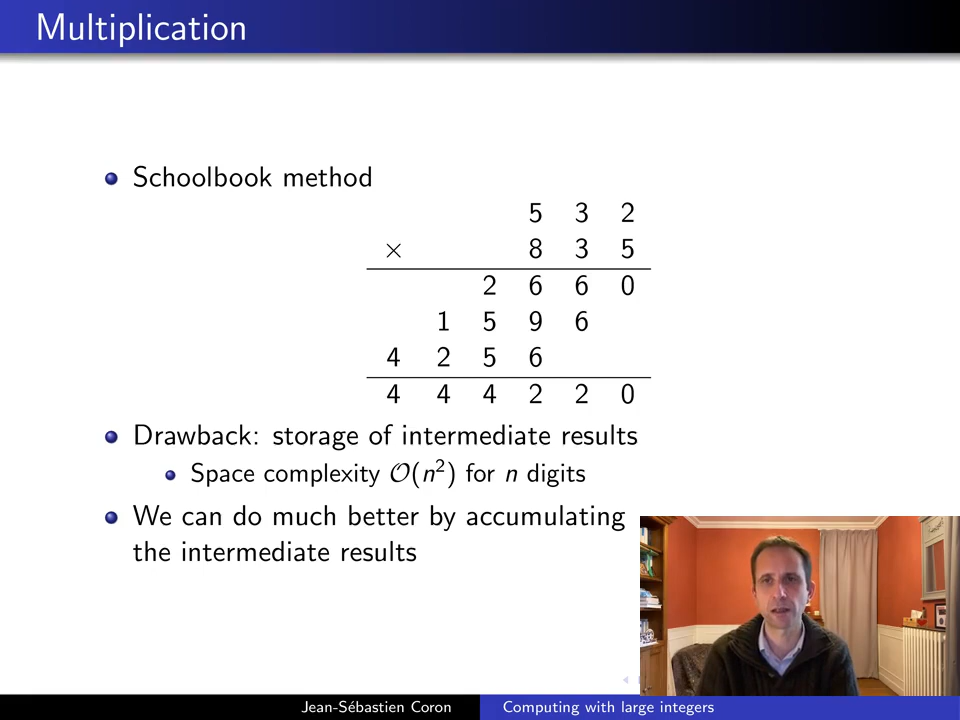 Multiplication
Schoolbook method
5 3 2
× 8 3 5
2 6 6 0
1 5 9 6
4 2 5 6
4 4 4 2 2 0
Drawback: storage of intermediate results
Space complexity O(n²) for n digits
We can do much better by accumulating
the intermediate results
Jean-Sébastien Coron Computing with large integers